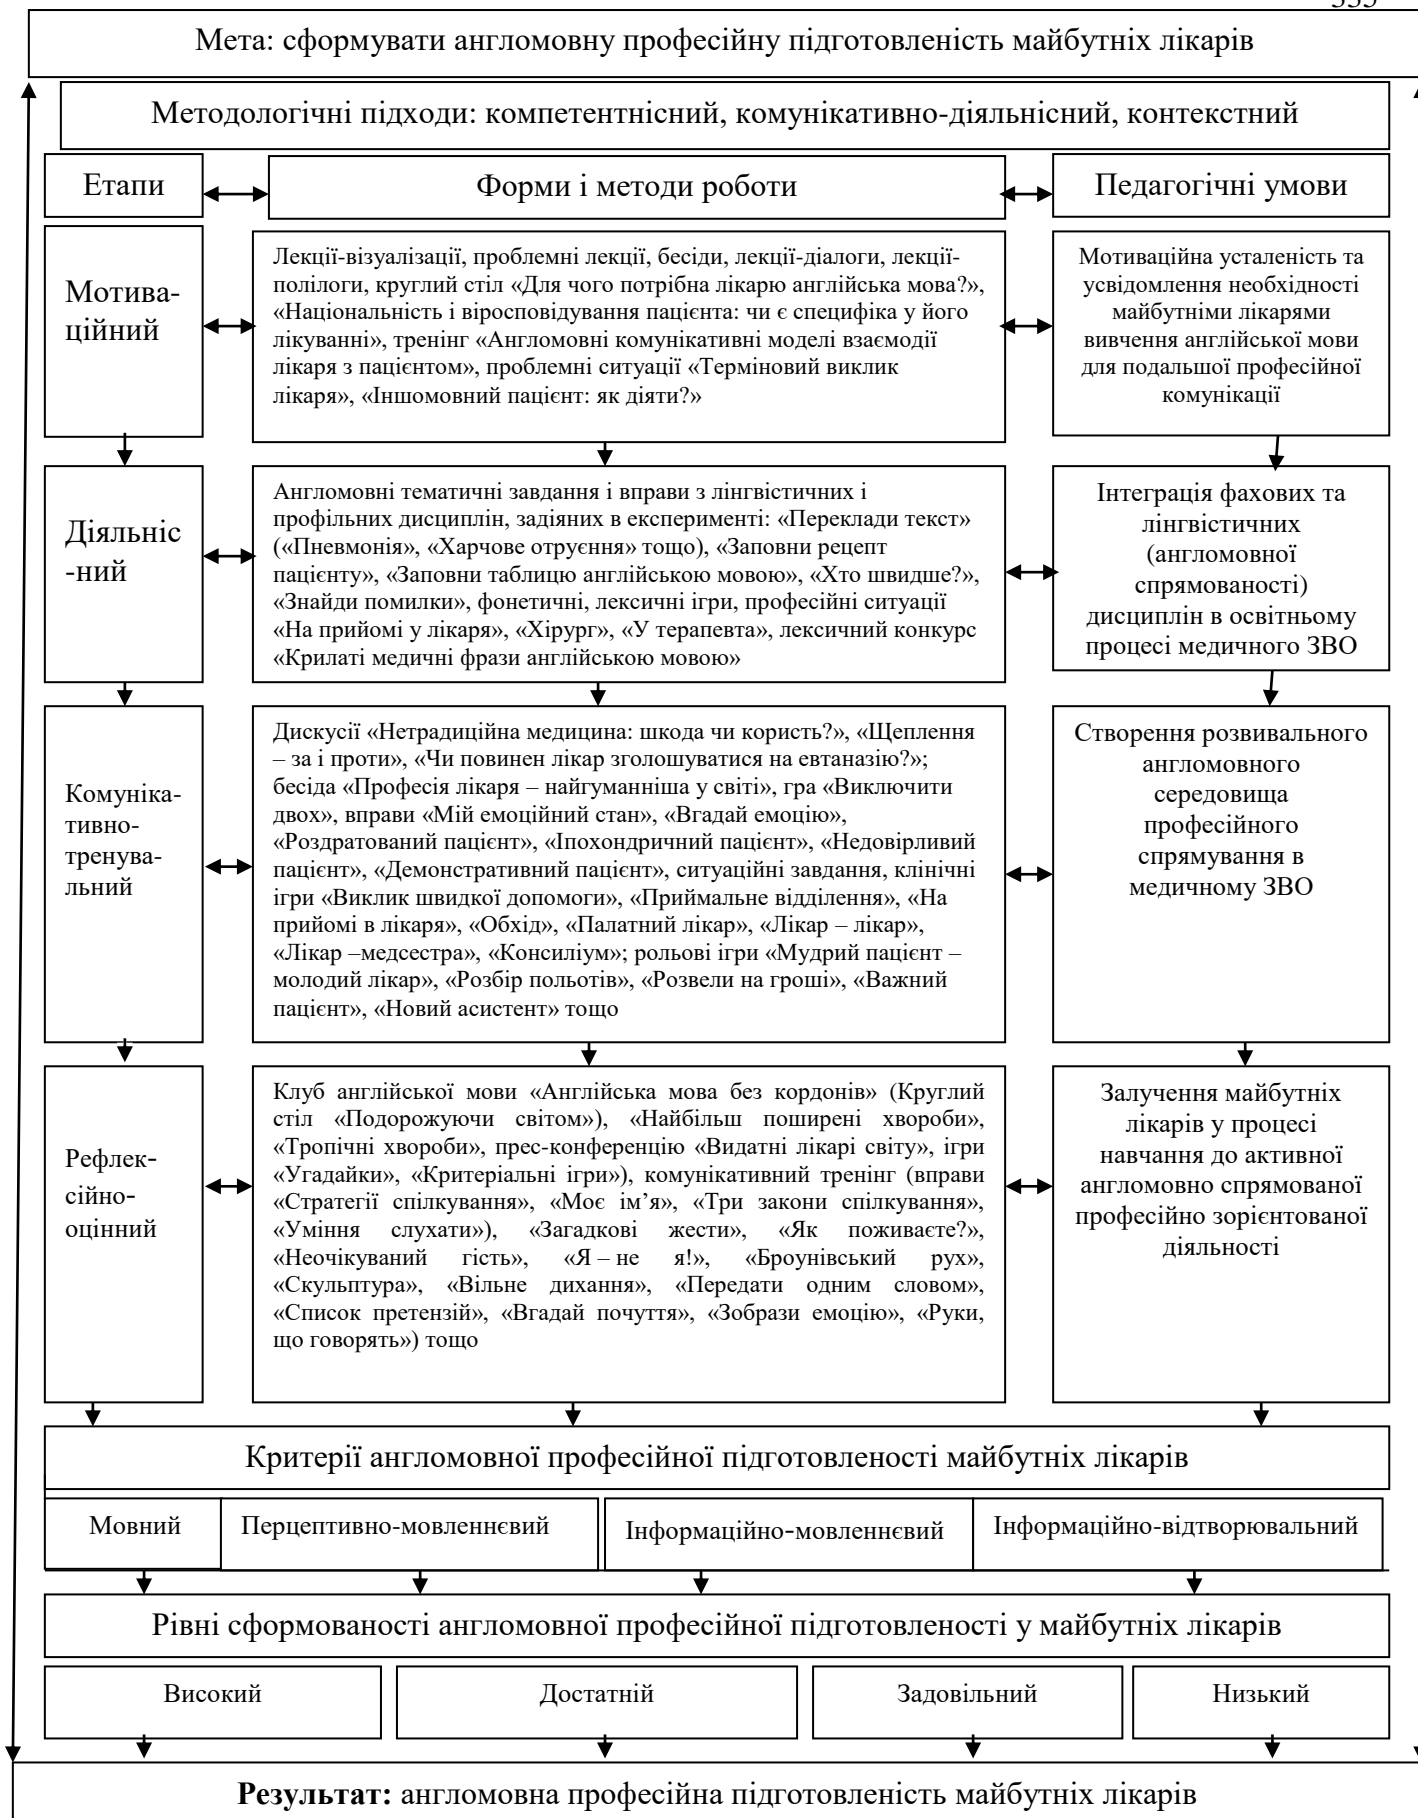 Мета: сформувати англомовну професійну підготовленість майбутніх лікарів
Методологічні підходи: компетентнісний, комунікативно-діяльнісний, контекстний
Етапи
Форми і методи роботи
Педагогічні умови
Мотива-
ційний
Лекції-візуалізації, проблемні лекції, бесіди, лекції-діалоги, лекції-
полілоги, круглий стіл «Для чого потрібна лікарю англійська мова?»,
«Національність і віросповідування пацієнта: чи є специфіка у його
лікуванні», тренінг «Англомовні комунікативні моделі взаємодії
лікаря з пацієнтом», проблемні ситуації «Терміновий виклик
лікаря», «Іншомовний пацієнт: як діяти?»
Мотиваційна усталеність та
усвідомлення необхідності
майбутніми лікарями
вивчення англійської мови
для подальшої професійної
комунікації
Діяльніс
-ний
Англомовні тематичні завдання і вправи з лінгвістичних і
профільних дисциплін, задіяних в експерименті: «Переклади текст»
(«Пневмонія», «Харчове отруєння» тощо), «Заповни рецепт
пацієнту», «Заповни таблицю англійською мовою», «Хто швидше?»,
«Знайди помилки», фонетичні, лексичні ігри, професійні ситуації
«На прийомі у лікаря», «Хірург», «У терапевта», лексичний конкурс
«Крилаті медичні фрази англійською мовою»
Інтеграція фахових та
лінгвістичних
(англомовної
спрямованості)
дисциплін в освітньому
процесі медичного ЗВО
Комуніка-
тивно-
тренува-
льний
Дискусії «Нетрадиційна медицина: шкода чи користь?», «Щеплення
– за і проти», «Чи повинен лікар зголошуватися на евтаназію?»;
бесіда «Професія лікаря – найгуманніша у світі», гра «Виключити
двох», вправи «Мій емоційний стан», «Вгадай емоцію»,
«Роздратований пацієнт», «Іпохондричний пацієнт», «Недовірливий
пацієнт», «Демонстративний пацієнт», ситуаційні завдання, клінічні
ігри «Виклик швидкої допомоги», «Приймальне відділення», «На
прийомі в лікаря», «Обхід», «Палатний лікар», «Лікар – лікар»,
«Лікар –медсестра», «Консиліум»; рольові ігри «Мудрий пацієнт –
молодий лікар», «Розбір польотів», «Розвели на гроші», «Важний
пацієнт», «Новий асистент» тощо
Створення розвивального
англомовного
середовища
професійного
спрямування в
медичному ЗВО
Рефлек-
сійно-
оцінний
Клуб англійської мови «Англійська мова без кордонів» (Круглий
стіл «Подорожуючи світом»), «Найбільш поширені хвороби»,
«Тропічні хвороби», прес-конференцію «Видатні лікарі світу», ігри
«Угадайки», «Критеріальні ігри»), комунікативний тренінг (вправи
«Стратегії спілкування», «Моє ім’я», «Три закони спілкування»,
«Уміння слухати»), «Загадкові жести», «Як поживаєте?»,
«Неочікуваний гість», «Я – не я!», «Броунівський рух»,
«Скульптура», «Вільне дихання», «Передати одним словом»,
«Список претензій», «Вгадай почуття», «Зобрази емоцію», «Руки,
що говорять») тощо
Залучення майбутніх
лікарів у процесі
навчання до активної
англомовно спрямованої
професійно зорієнтованої
діяльності
Критерії англомовної професійної підготовленості майбутніх лікарів
Мовний
Перцептивно-мовленнєвий
Інформаційно-мовленнєвий
Інформаційно-відтворювальний
Рівні сформованості англомовної професійної підготовленості у майбутніх лікарів
Високий
Достатній
Задовільний
Низький
Результат: англомовна професійна підготовленість майбутніх лікарів